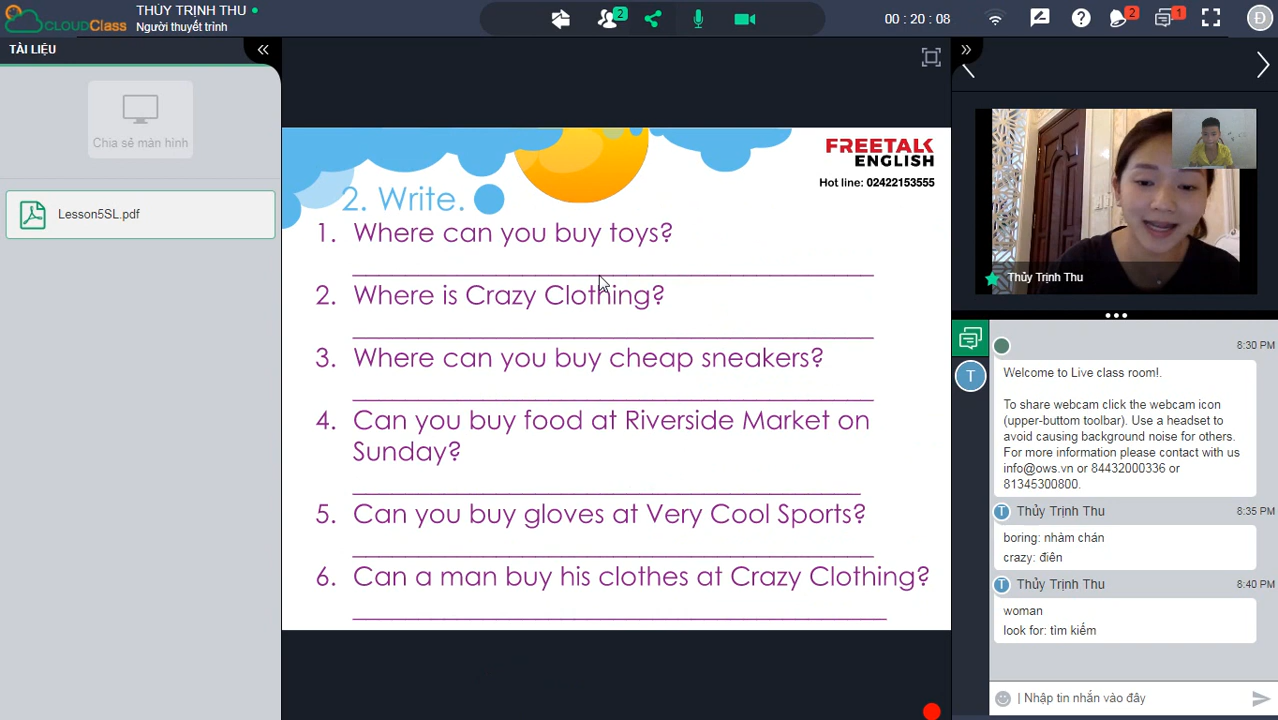 CLOUDClass
THỦY TRỊNH THU
Người thuyết trình
2
00 : 20 : 08
2
1
Đ
TÀI LIỆU
Chia sẻ màn hình
Lesson5SL.pdf
FREETALK
ENGLISH
Hot line: 02422153555
2. Write.
1. Where can you buy toys?
2. Where is Crazy Clothing?
3. Where can you buy cheap sneakers?
4. Can you buy food at Riverside Market on
Sunday?
5. Can you buy gloves at Very Cool Sports?
6. Can a man buy his clothes at Crazy Clothing?
Thủy Trịnh Thu
T
8:30 PM
Welcome to Live class room!.
To share webcam click the webcam icon
(upper-buttom toolbar). Use a headset to
avoid causing background noise for others.
For more information please contact with us
info@ows.vn or 84432000336 or
81345300800.
T Thủy Trịnh Thu 8:35 PM
boring: nhàm chán
crazy: điên
T Thủy Trịnh Thu 8:40 PM
woman
look for: tìm kiếm
Nhập tin nhắn vào đây